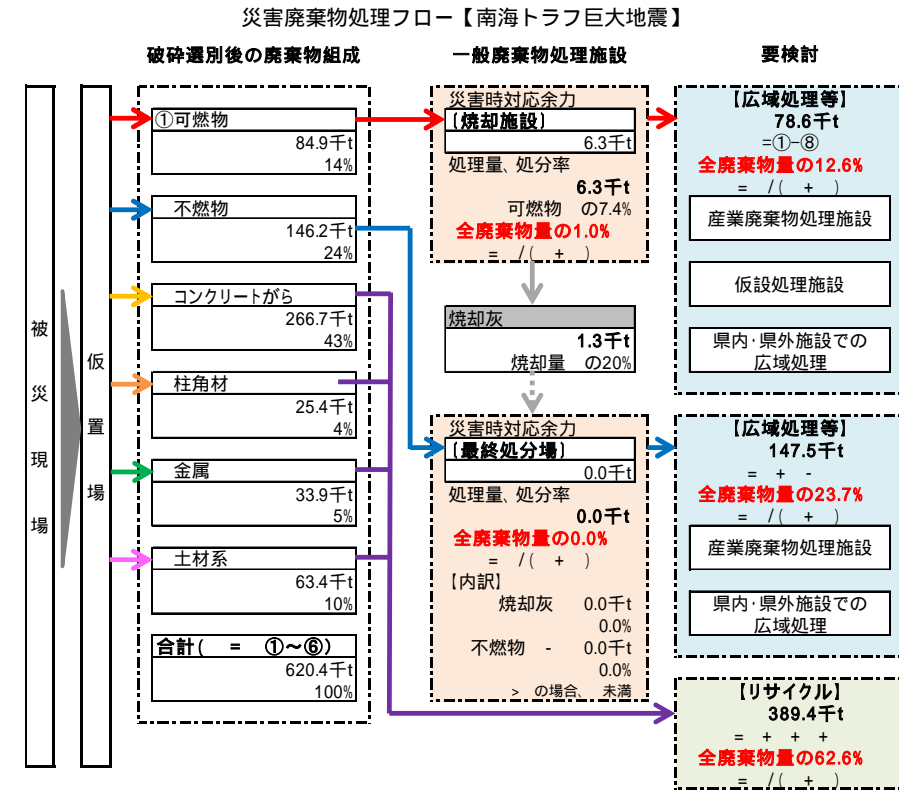 災害廃棄物処理フロー【南海トラフ巨大地震】
破砕選別後の廃棄物組成
一般廃棄物処理施設
要検討
被災現場
仮置場
①可燃物
84.9千t
14%
不燃物
146.2千t
24%
コンクリートがら
266.7千t
43%
柱角材
25.4千t
4%
金属
33.9千t
5%
土材系
63.4千t
10%
合計( = ①~⑥)
620.4千t
100%
災害時対応余力
〔焼却施設〕
6.3千t
処理量、処分率
6.3千t
可燃物 の7.4%
全廃棄物量の1.0%
= /( + )
焼却灰
1.3千t
焼却量 の20%
災害時対応余力
〔最終処分場〕
0.0千t
処理量、処分率
0.0千t
全廃棄物量の0.0%
= /( + )
【内訳】
焼却灰 0.0千t
0.0%
不燃物 - 0.0千t
0.0%
> の場合、 未満
【広域処理等】
78.6千t
=①-⑧
全廃棄物量の12.6%
= /( + )
産業廃棄物処理施設
仮設処理施設
県内・県外施設での
広域処理
【広域処理等】
147.5千t
= + -
全廃棄物量の23.7%
= /( + )
産業廃棄物処理施設
県内・県外施設での
広域処理
【リサイクル】
389.4千t
= + + +
全廃棄物量の62.6%
= /( + )